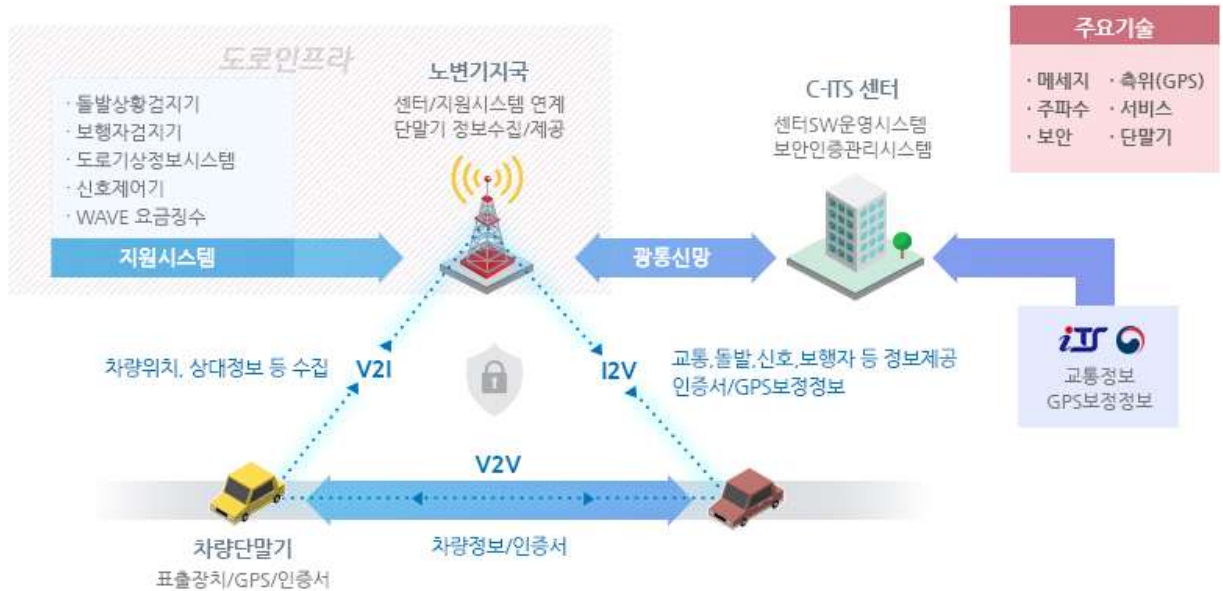 도로인프라
· 돌발상황검지기
· 보행자검지기
· 도로기상정보시스템
· 신호제어기
· WAVE 요금징수
지원시스템
노변기지국
센터/지원시스템 연계
단말기 정보수집/제공
광통신망
C-ITS 센터
센터SW운영시스템
보안인증관리시스템
주요기술
· 메세지 · 측위(GPS)
· 주파수 · 서비스
· 보안 · 단말기
iTS
교통정보
GPS보정정보
차량위치, 상대정보 등 수집
V2I
I2V
교통,돌발,신호,보행자 등 정보제공
인증서/GPS보정정보
V2V
차량정보/인증서
차량단말기
표출장치/GPS/인증서